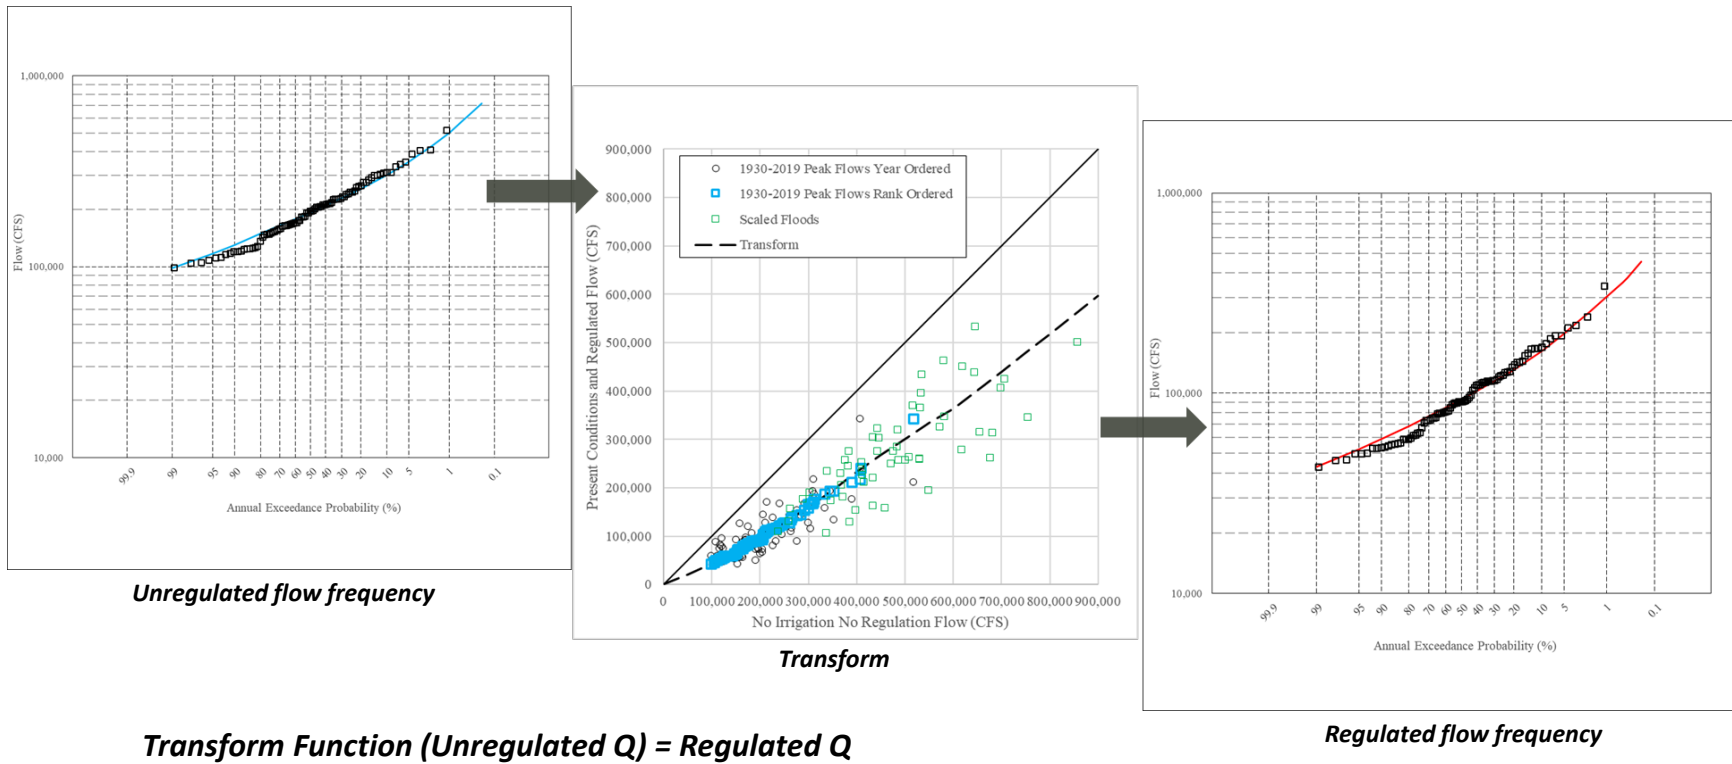 1,000,000
100,000
10,000
Flow (CFS)
99.9 99 95 90 80 70 60 50 40 30 20 10 5 1 0.1
Annual Exceedance Probability (%)
Unregulated flow frequency
900,000
800,000
700,000
600,000
500,000
400,000
300,000
200,000
100,000
0
Present Conditions and Regulated Flow (CFS)
1930-2019 Peak Flows Year Ordered
1930-2019 Peak Flows Rank Ordered
Scaled Floods
Transform
0 100,000 200,000 300,000 400,000 500,000 600,000 700,000 800,000 900,000
No Irrigation No Regulation Flow (CFS)
Transform
1,000,000
100,000
10,000
Flow (CFS)
99.9 99 95 90 80 70 60 50 40 30 20 10 5 1 0.1
Annual Exceedance Probability (%)
Regulated flow frequency
Transform Function (Unregulated Q) = Regulated Q